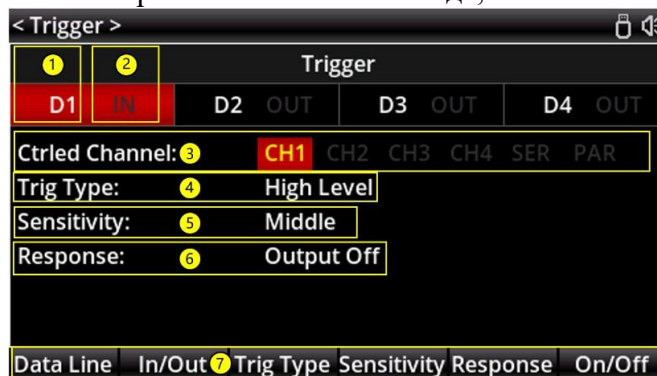 < Trigger >
1 2 Trigger
D1 IN D2 OUT D3 OUT D4 OUT
Ctrled Channel: 3 CH1 CH2 CH3 CH4 SER PAR
Trig Type: 4 High Level
Sensitivity: 5 Middle
Response: 6 Output Off
Data Line In/Out 7 Trig Type Sensitivity Response On/Off